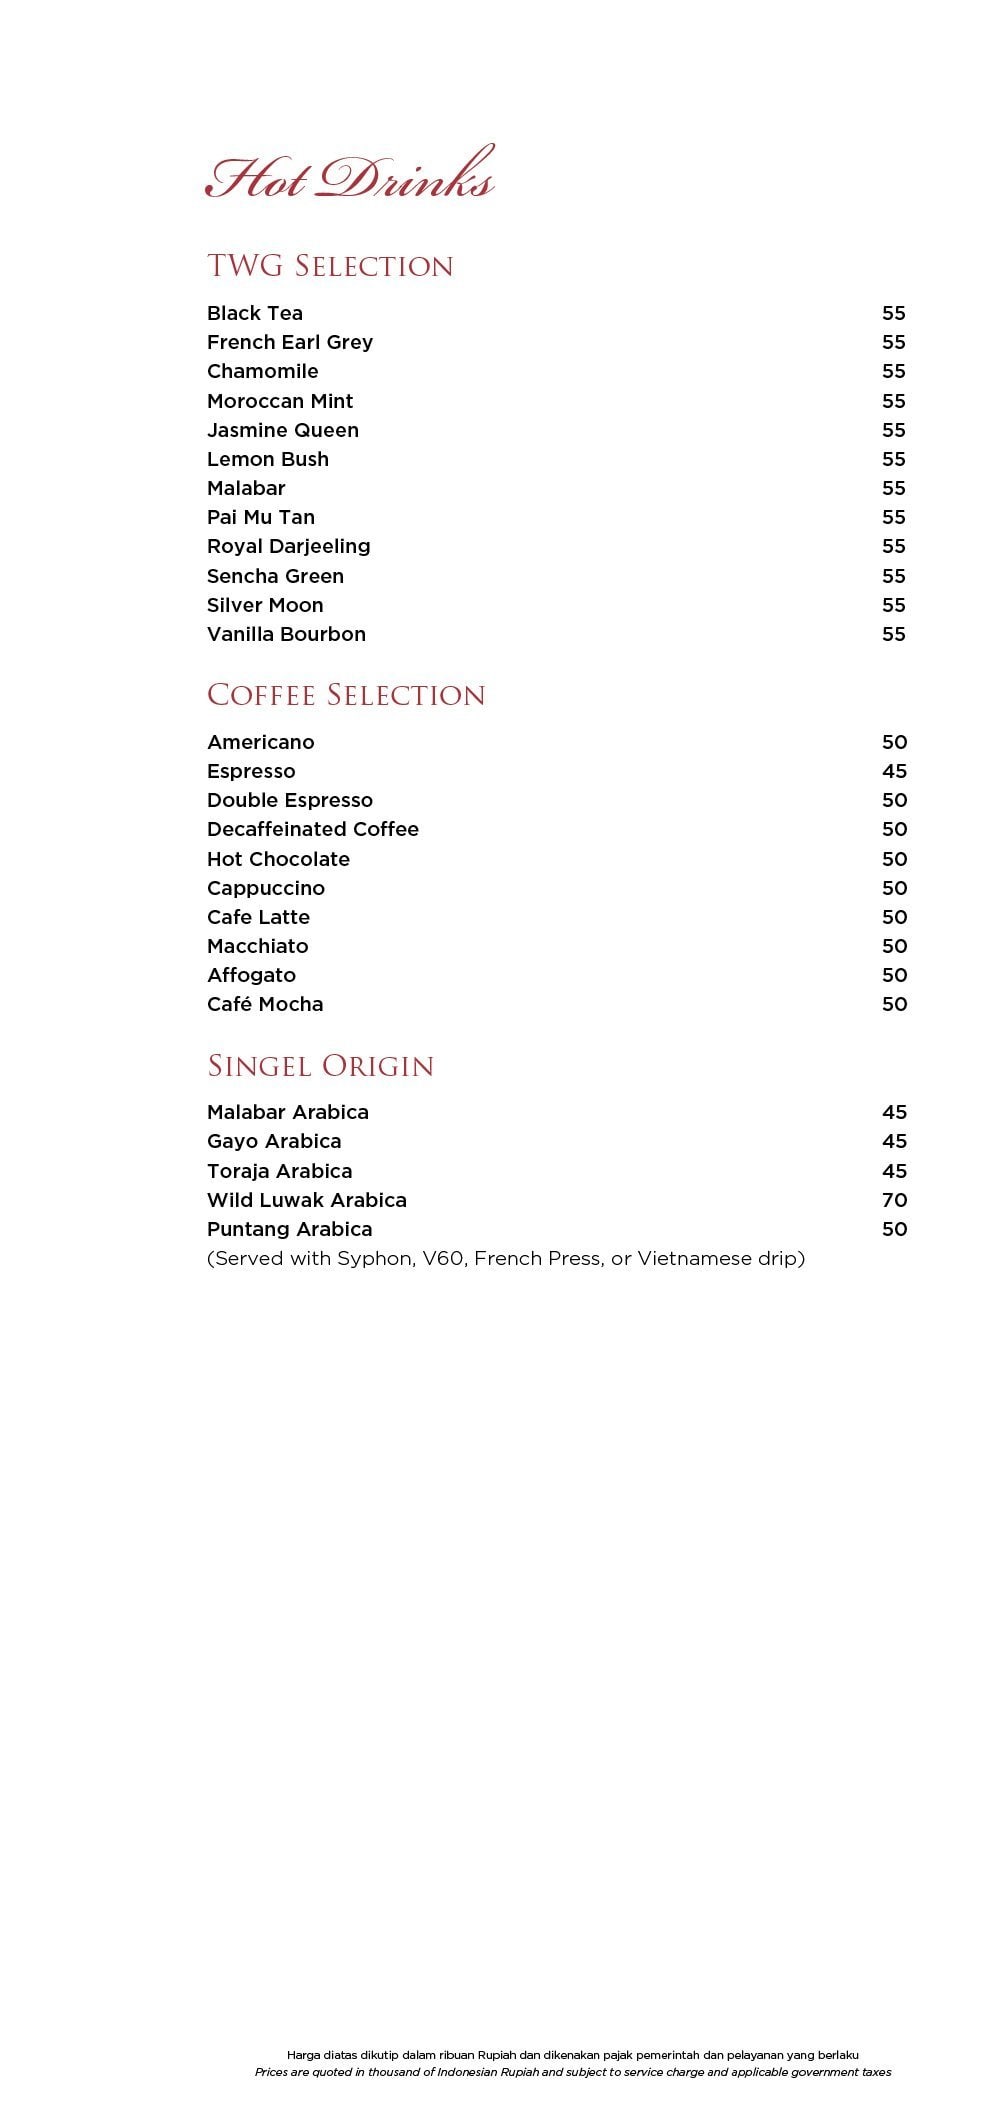 Hot Drinks
TWG Selection
Black Tea 55
French Earl Grey 55
Chamomile 55
Moroccan Mint 55
Jasmine Queen 55
Lemon Bush 55
Malabar 55
Pai Mu Tan 55
Royal Darjeeling 55
Sencha Green 55
Silver Moon 55
Vanilla Bourbon 55
Coffee Selection
Americano 50
Espresso 45
Double Espresso 50
Decaffeinated Coffee 50
Hot Chocolate 50
Cappuccino 50
Cafe Latte 50
Macchiato 50
Affogato 50
Café Mocha 50
Singel Origin
Malabar Arabica 45
Gayo Arabica 45
Toraja Arabica 45
Wild Luwak Arabica 70
Puntang Arabica 50
(Served with Syphon, V60, French Press, or Vietnamese drip)
Harga diatas dikutip dalam ribuan Rupiah dan dikenakan pajak pemerintah dan pelayanan yang berlaku
Prices are quoted in thousand of Indonesian Rupiah and subject to service charge and applicable government taxes